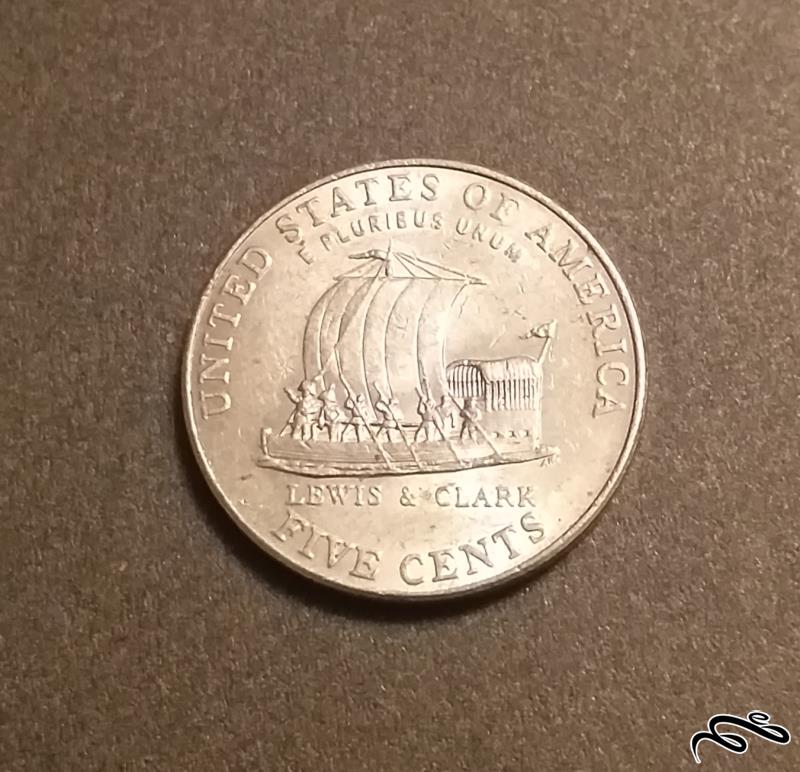 UNITED STATES OF AMERICA
E PLURIBUS UNUM
LEWIS & CLARK
FIVE CENTS